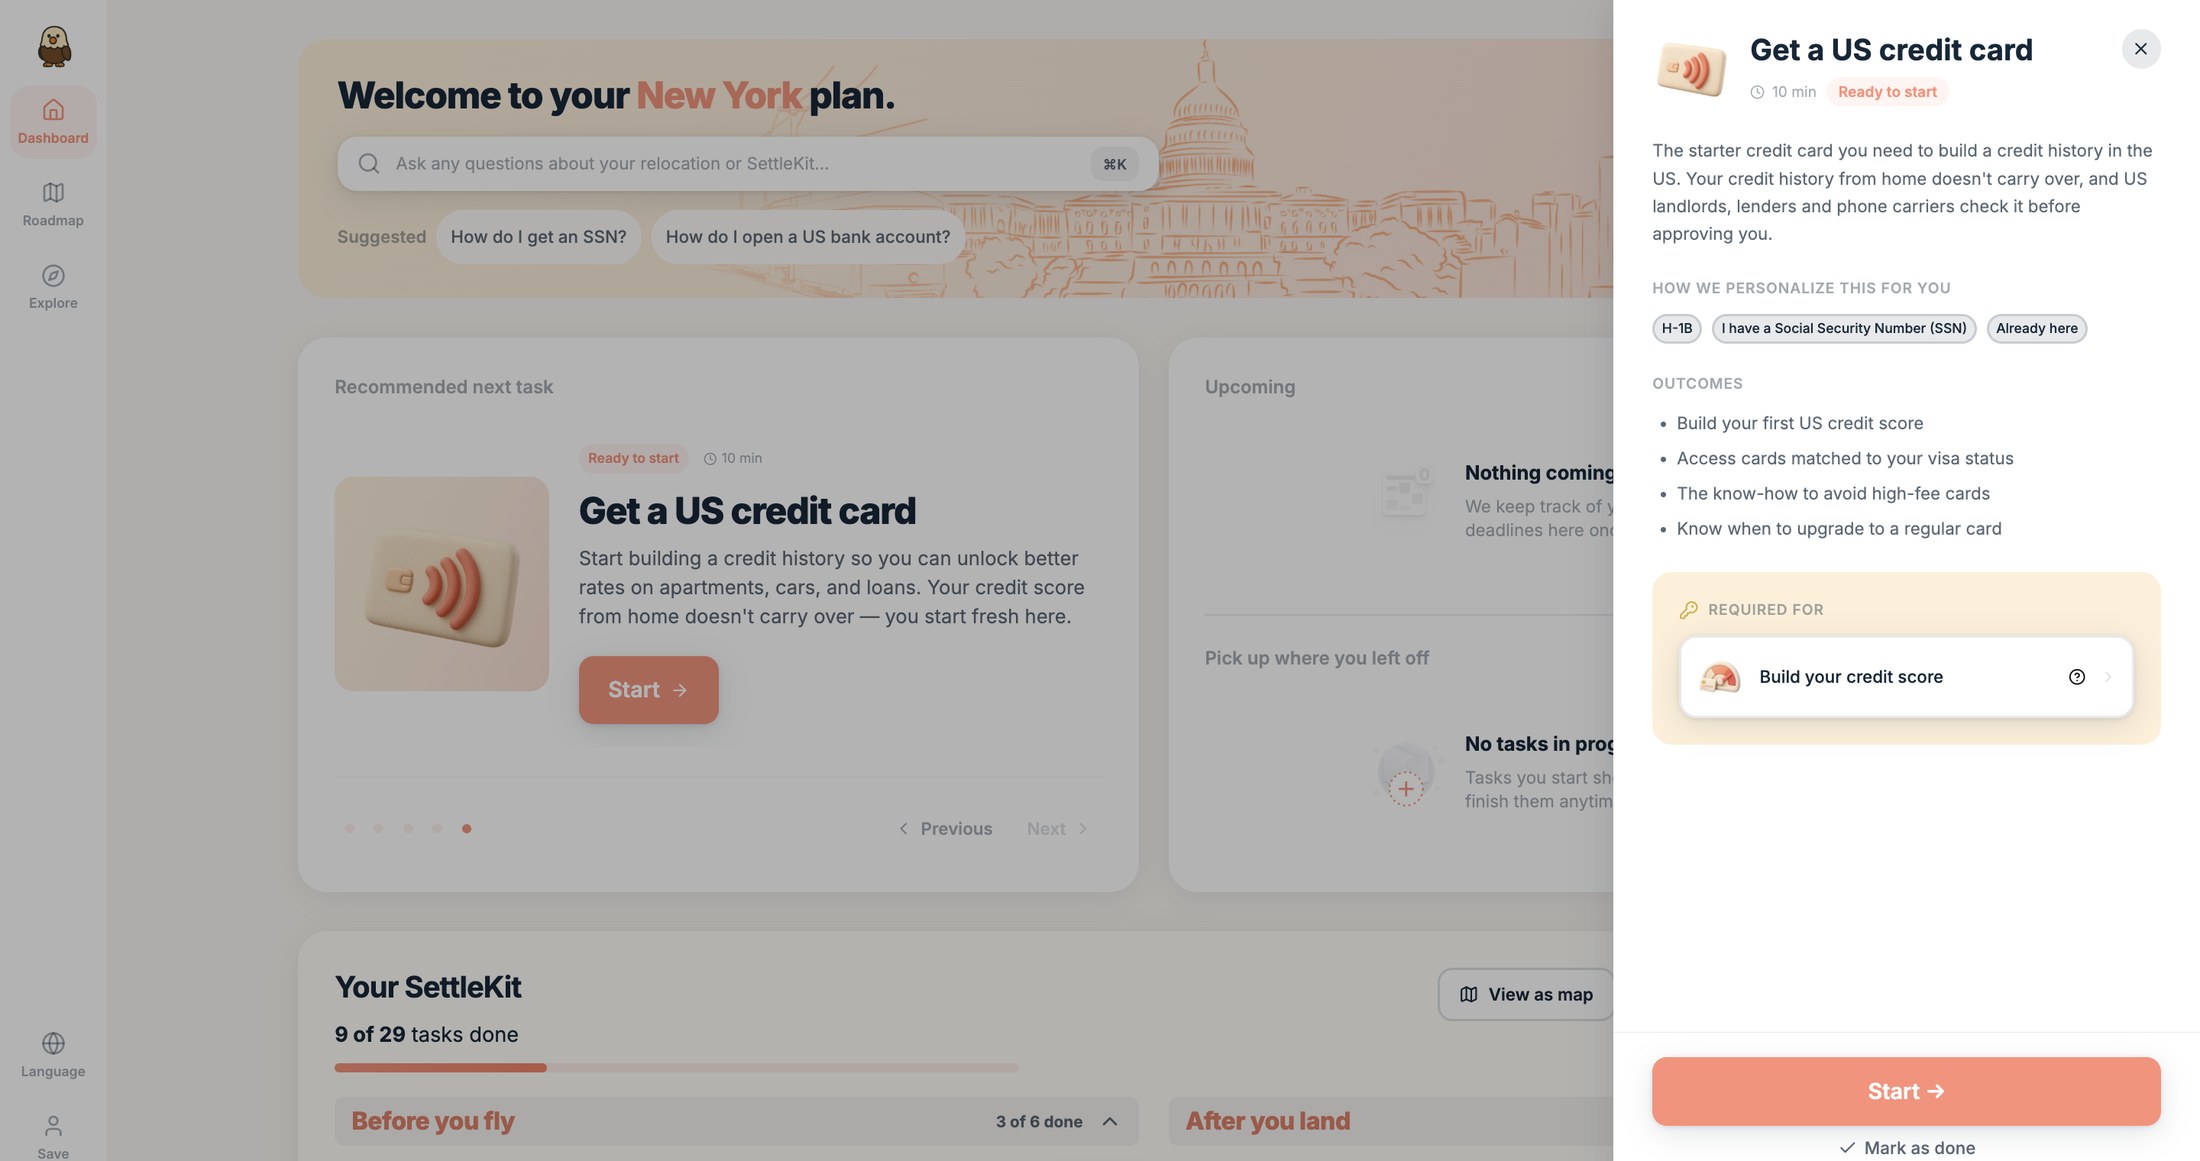 Dashboard
Roadmap
Explore
Language
Save
Welcome to your New York plan.
Ask any questions about your relocation or SettleKit...
⌘K
Suggested
How do I get an SSN?
How do I open a US bank account?
Recommended next task
Ready to start
10 min
Get a US credit card
Start building a credit history so you can unlock better
rates on apartments, cars, and loans. Your credit score
from home doesn't carry over — you start fresh here.
Start →
Previous
Next
Upcoming
0
Nothing coming
We keep track of y
deadlines here onc
Pick up where you left off
No tasks in prog
Tasks you start sh
finish them anytim
Your SettleKit
9 of 29 tasks done
View as map
Before you fly
3 of 6 done
After you land
Get a US credit card
10 min
Ready to start
The starter credit card you need to build a credit history in the
US. Your credit history from home doesn't carry over, and US
landlords, lenders and phone carriers check it before
approving you.
HOW WE PERSONALIZE THIS FOR YOU
H-1B
I have a Social Security Number (SSN)
Already here
OUTCOMES
• Build your first US credit score
• Access cards matched to your visa status
• The know-how to avoid high-fee cards
• Know when to upgrade to a regular card
REQUIRED FOR
Build your credit score
Start →
Mark as done